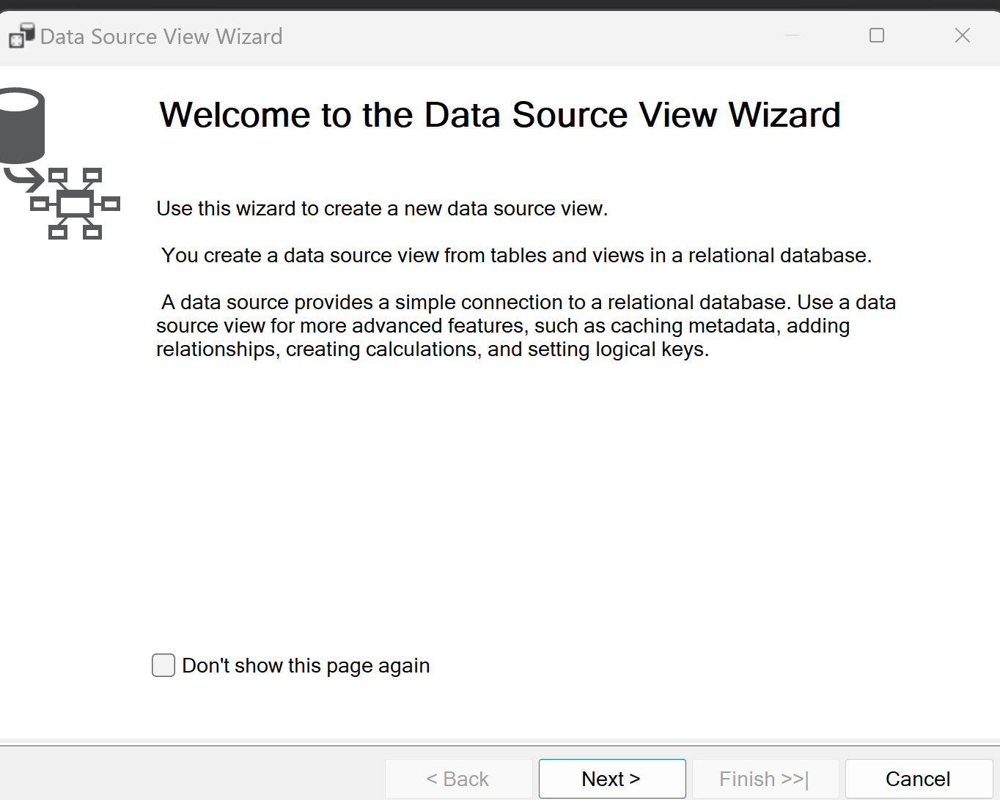 Data Source View Wizard
Welcome to the Data Source View Wizard
Use this wizard to create a new data source view.
You create a data source view from tables and views in a relational database.
A data source provides a simple connection to a relational database. Use a data
source view for more advanced features, such as caching metadata, adding
relationships, creating calculations, and setting logical keys.
Don't show this page again
< Back
Next >
Finish >>|
Cancel